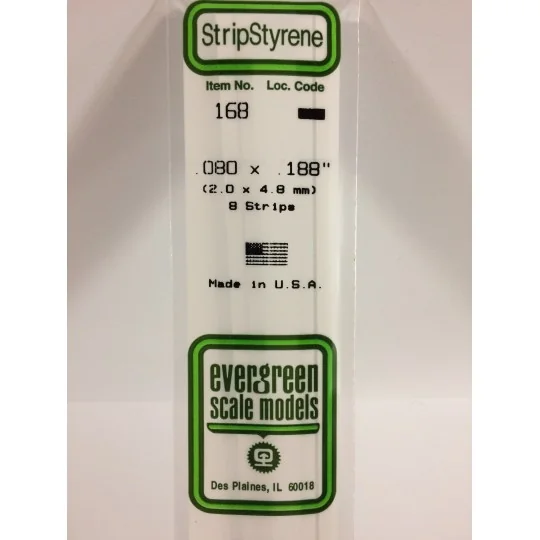 StripStyrene
Item No. Loc. Code
168
.080 x .188"
(2.0 x 4.8 mm)
8 Strips
Made in U.S.A.
evergreen
scale models
Des Plaines, IL 60018